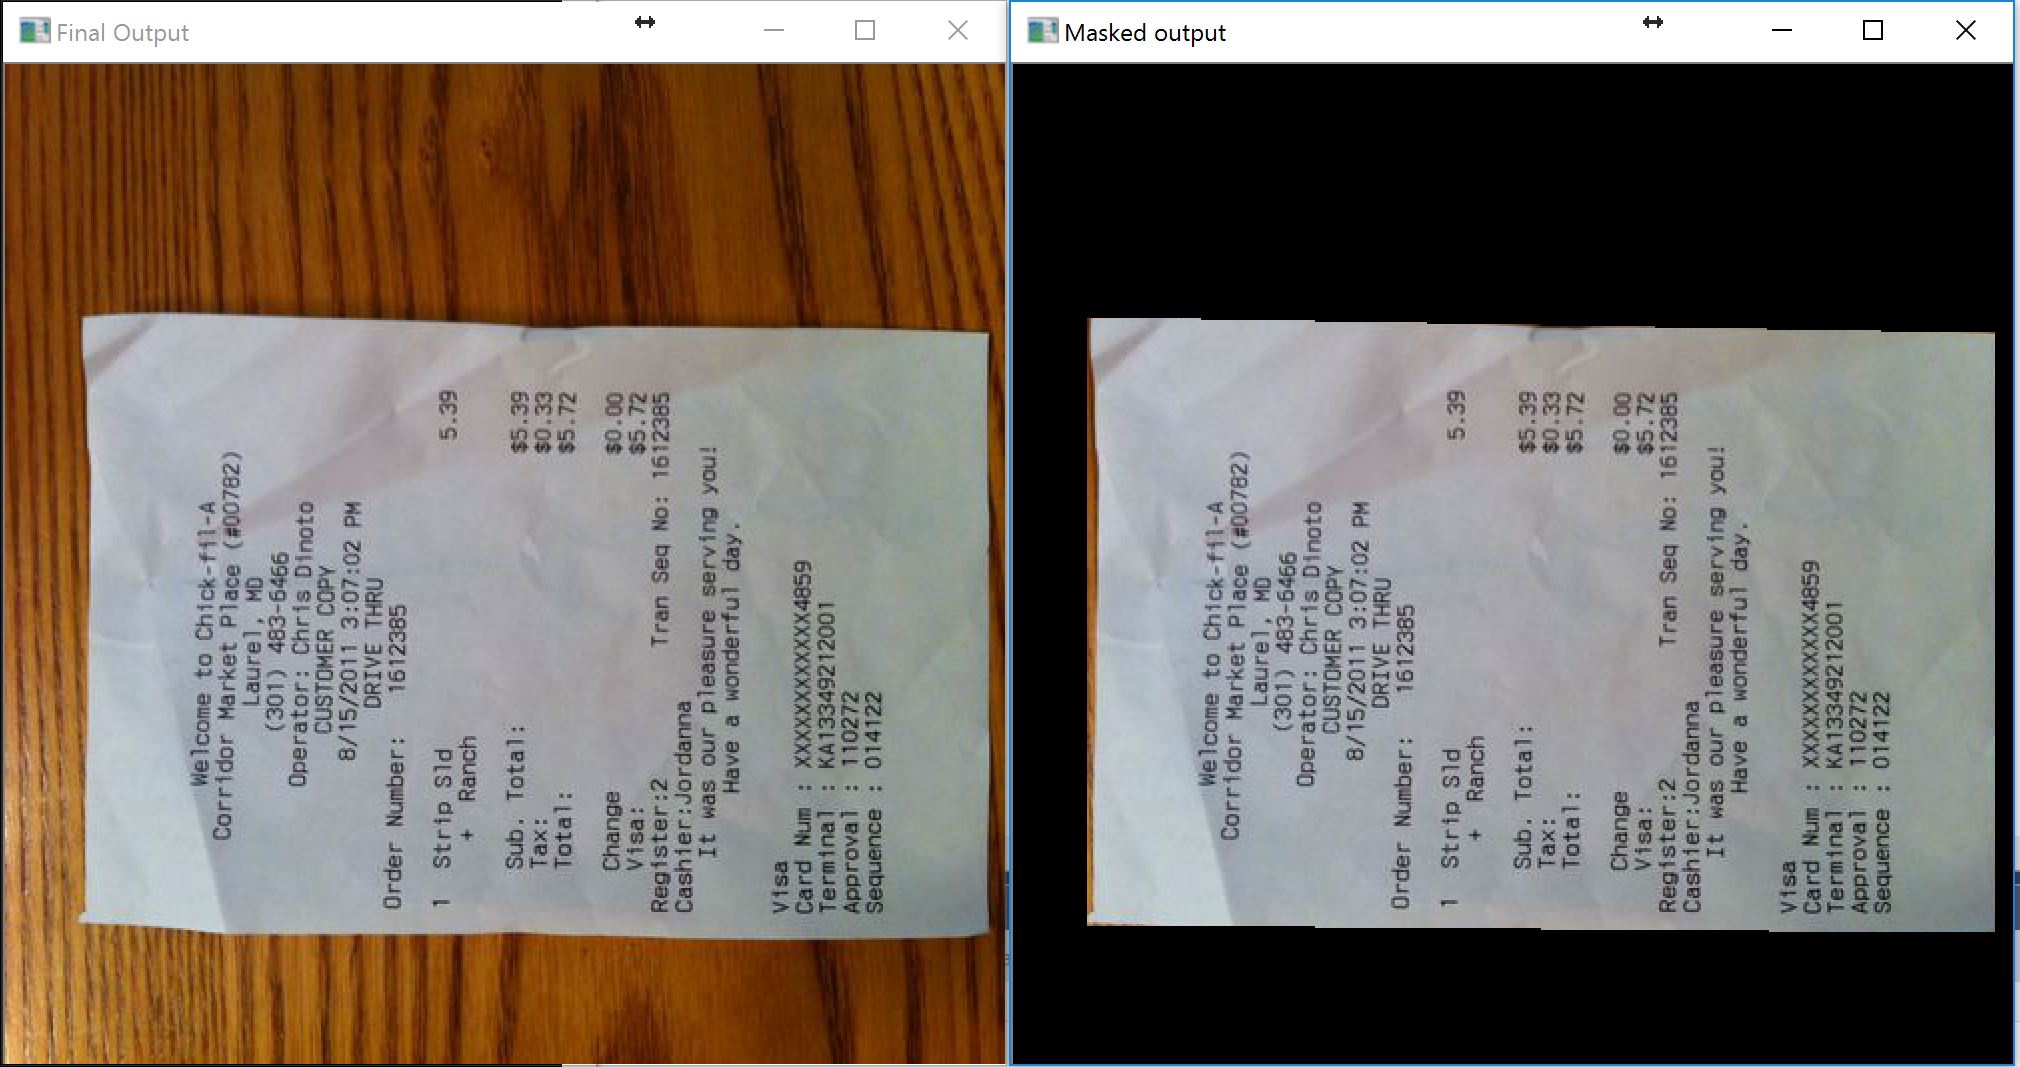 Final Output
Welcome to Chick-fil-A
Corridor Market Place (#00782)
Laurel, MD
(301) 483-6466
Operator: Chris Dinoto
CUSTOMER COPY
8/15/2011 3:07:02 PM
DRIVE THRU
Order Number: 1612385
1 Strip Sld 5.39
+ Ranch
Sub. Total: $5.39
Tax: $0.33
Total: $5.72
Change $0.00
Visa: $5.72
Register:2 Tran Seq No: 1612385
Cashier:Jordanna
It was our pleasure serving you!
Have a wonderful day.
Visa
Card Num : XXXXXXXXXXXX4859
Terminal : KA13349212001
Approval : 110272
Sequence : 014122
Masked output
Welcome to Chick-fil-A
Corridor Market Place (#00782)
Laurel, MD
(301) 483-6466
Operator: Chris Dinoto
CUSTOMER COPY
8/15/2011 3:07:02 PM
DRIVE THRU
Order Number: 1612385
1 Strip Sld 5.39
+ Ranch
Sub. Total: $5.39
Tax: $0.33
Total: $5.72
Change $0.00
Visa: $5.72
Register:2 Tran Seq No: 1612385
Cashier:Jordanna
It was our pleasure serving you!
Have a wonderful day.
Visa
Card Num : XXXXXXXXXXXX4859
Terminal : KA13349212001
Approval : 110272
Sequence : 014122